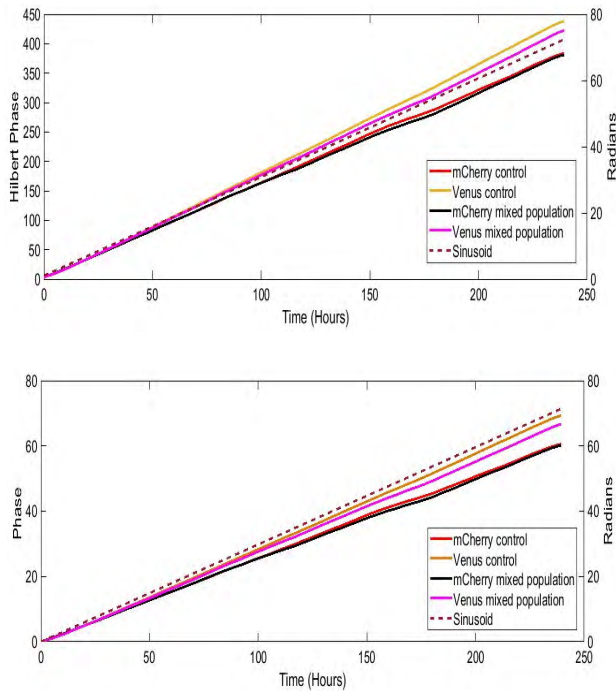 450
400
350
300
250
200
150
100
50
0
Hilbert Phase
80
60
40
20
0
Radians
mCherry control
Venus control
mCherry mixed population
Venus mixed population
Sinusoid
0 50 100 150 200 250
Time (Hours)
80
60
40
20
0
Phase
80
60
40
20
0
Radians
mCherry control
Venus control
mCherry mixed population
Venus mixed population
Sinusoid
0 50 100 150 200 250
Time (Hours)